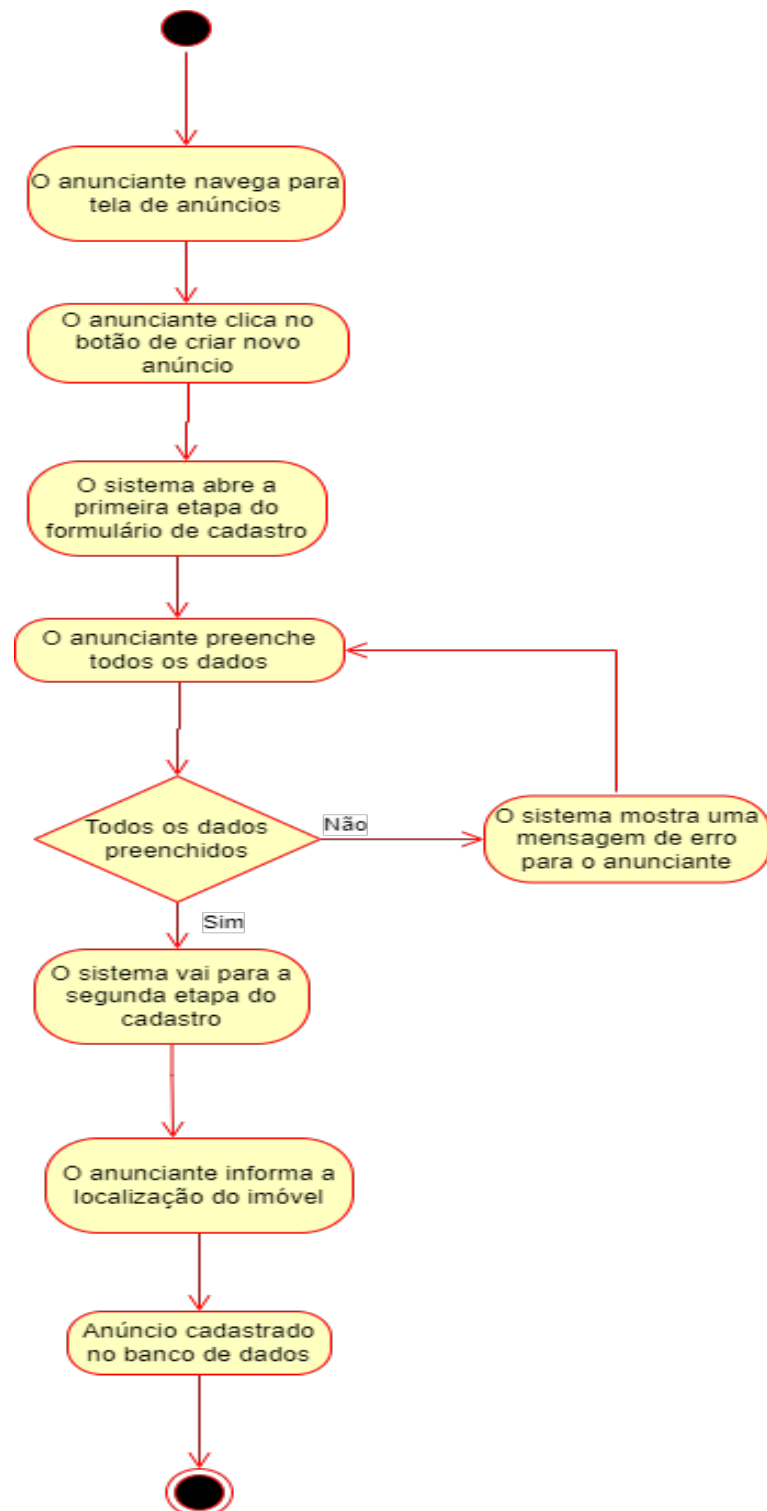 O anunciante navega para
tela de anúncios
O anunciante clica no
botão de criar novo
anúncio
O sistema abre a
primeira etapa do
formulário de cadastro
O anunciante preenche
todos os dados
Todos os dados
preenchidos
Não
O sistema mostra uma
mensagem de erro
para o anunciante
Sim
O sistema vai para a
segunda etapa do
cadastro
O anunciante informa a
localização do imóvel
Anúncio cadastrado
no banco de dados